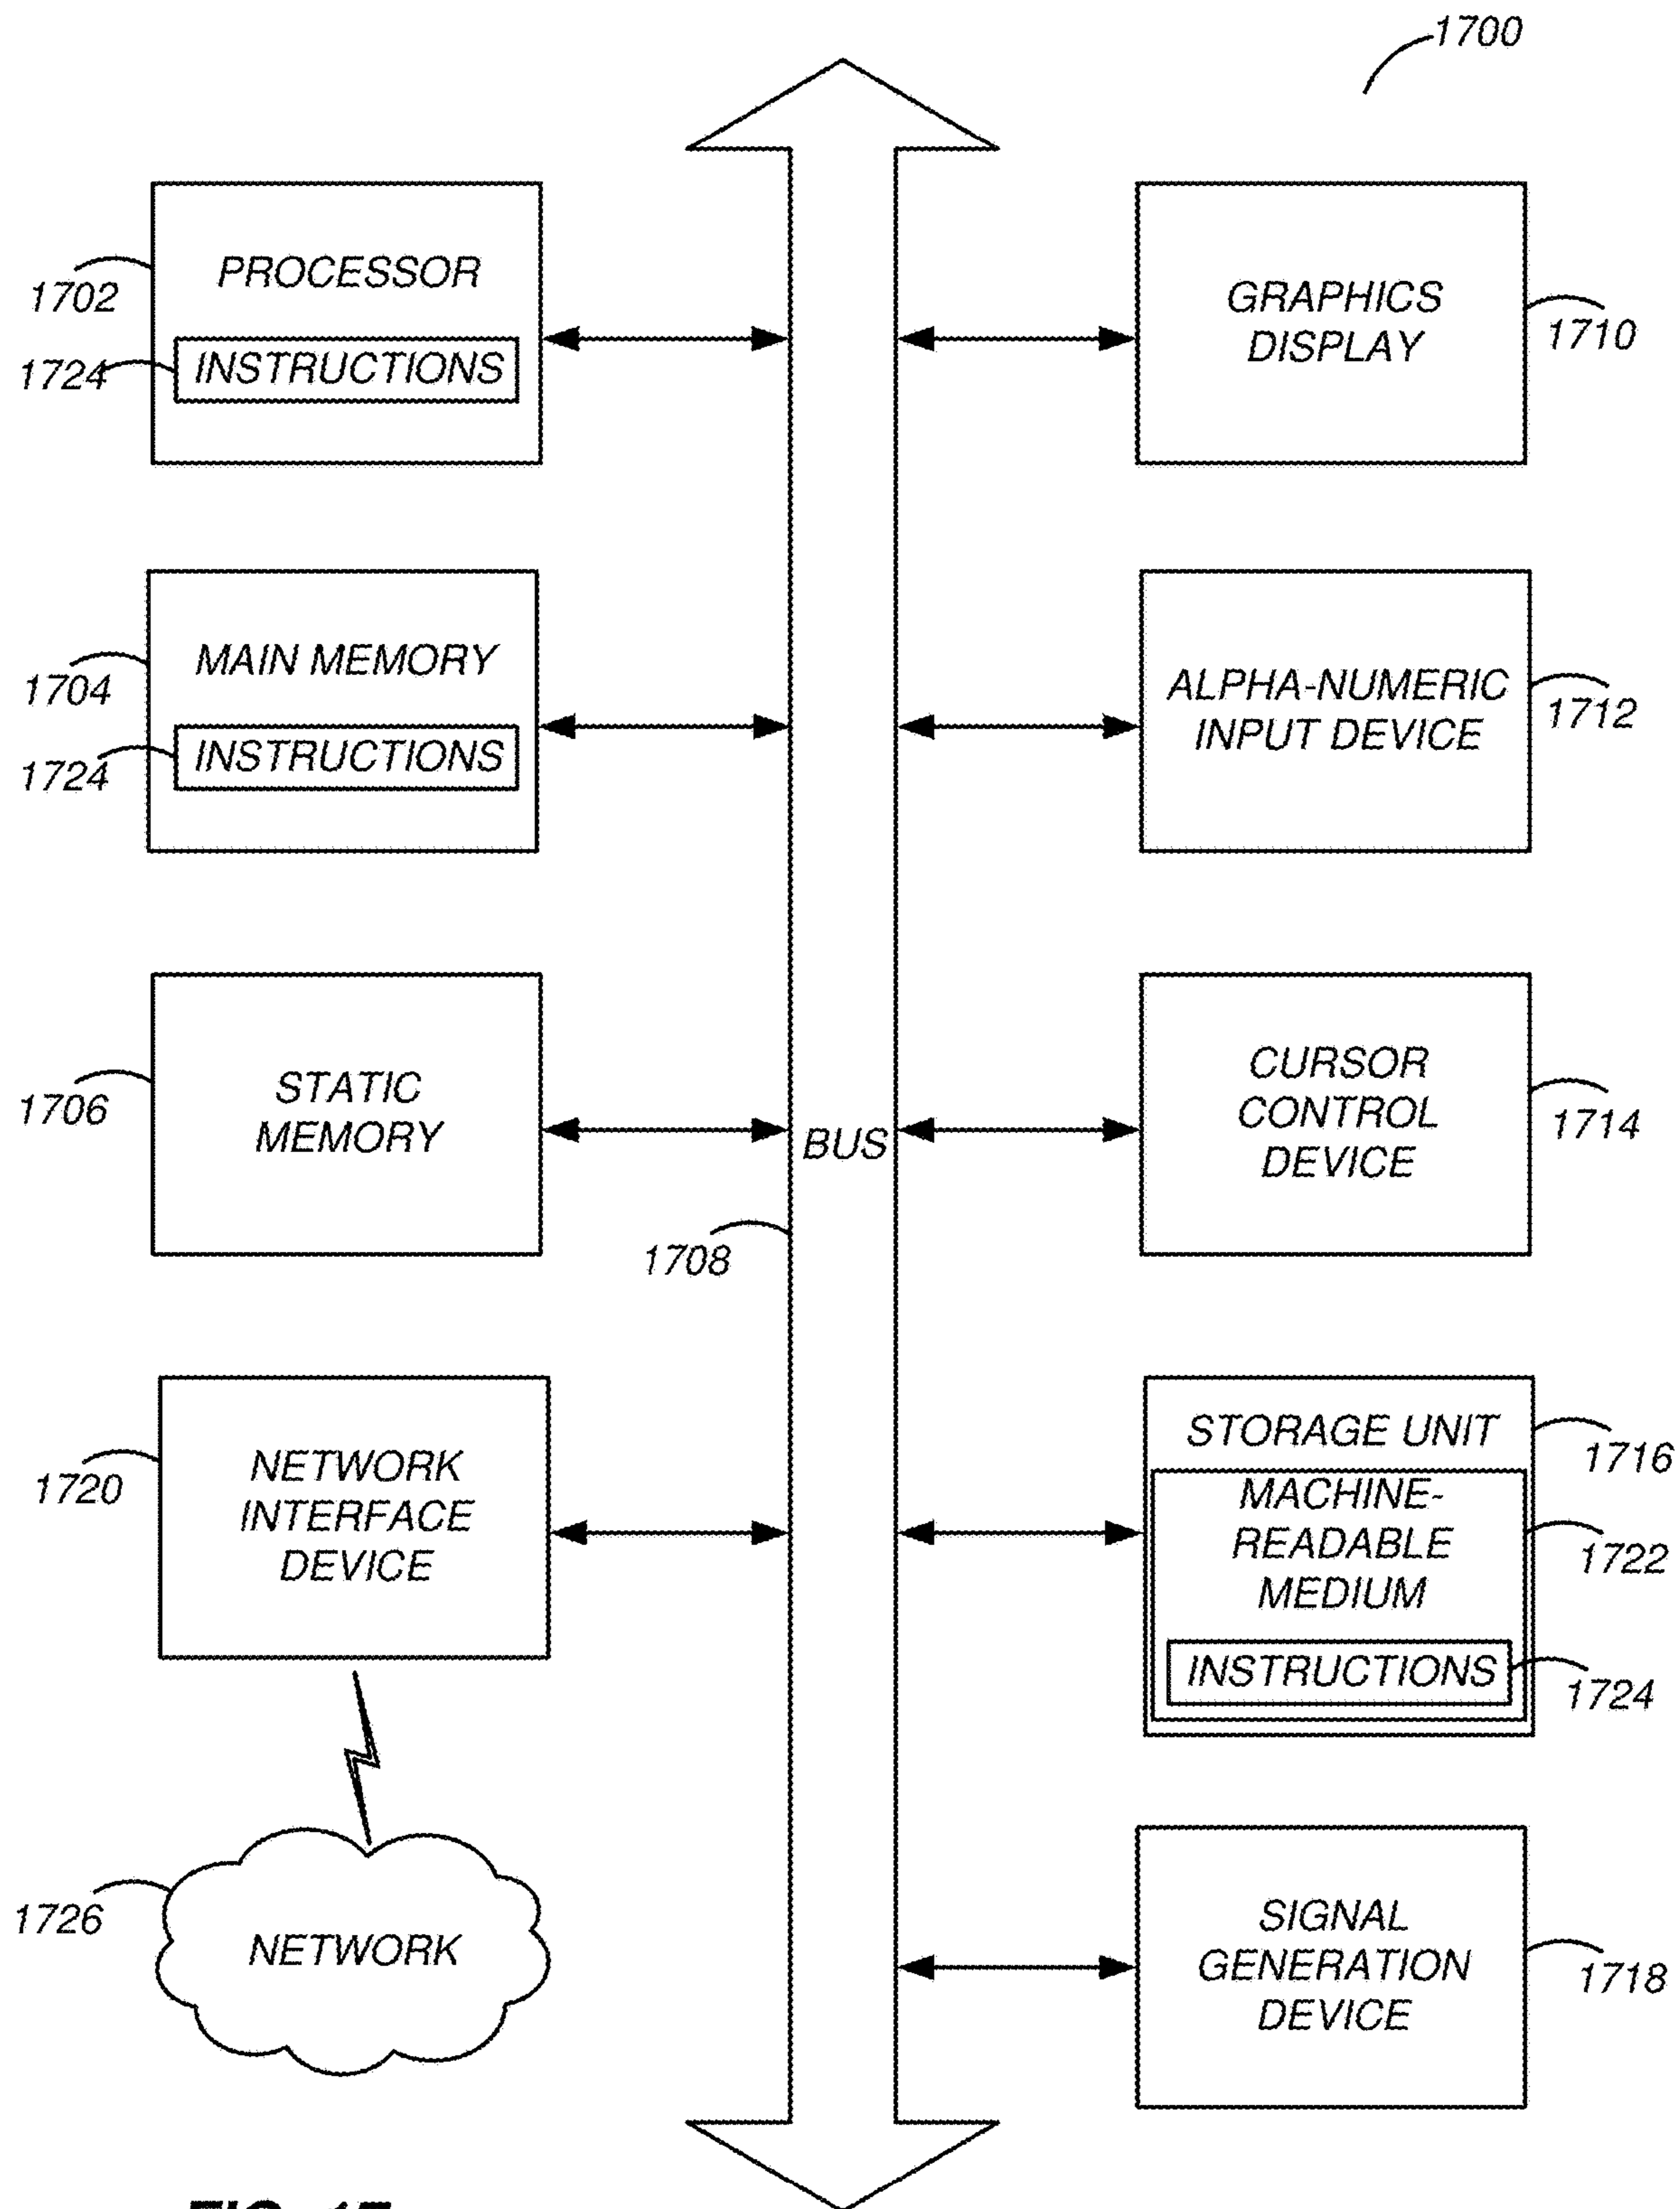 1700
PROCESSOR
1702
1724
INSTRUCTIONS
GRAPHICS
DISPLAY
1710
MAIN MEMORY
1704
1724
INSTRUCTIONS
ALPHA-NUMERIC
INPUT DEVICE
1712
STATIC
MEMORY
1706
BUS
1708
CURSOR
CONTROL
DEVICE
1714
NETWORK
INTERFACE
DEVICE
1720
STORAGE UNIT
1716
MACHINE-
READABLE
MEDIUM
1722
INSTRUCTIONS
1724
1726
NETWORK
SIGNAL
GENERATION
DEVICE
1718